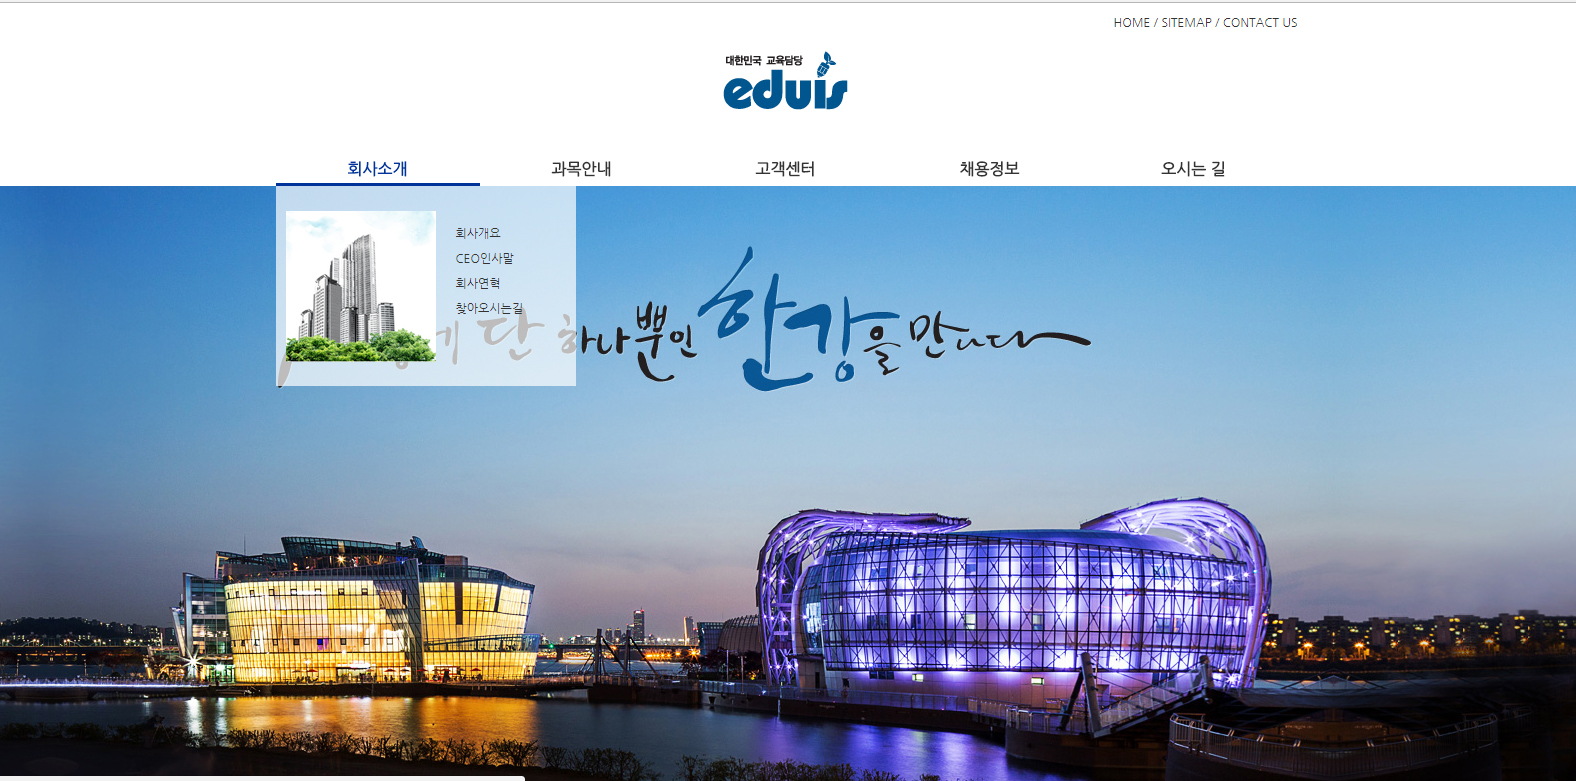 HOME / SITEMAP / CONTACT US
대한민국 교육담당
eduis
회사소개 과목안내 고객센터 채용정보 오시는 길
회사개요
CEO인사말
회사연혁
찾아오시는길
단 하나뿐인 한강을 만나다